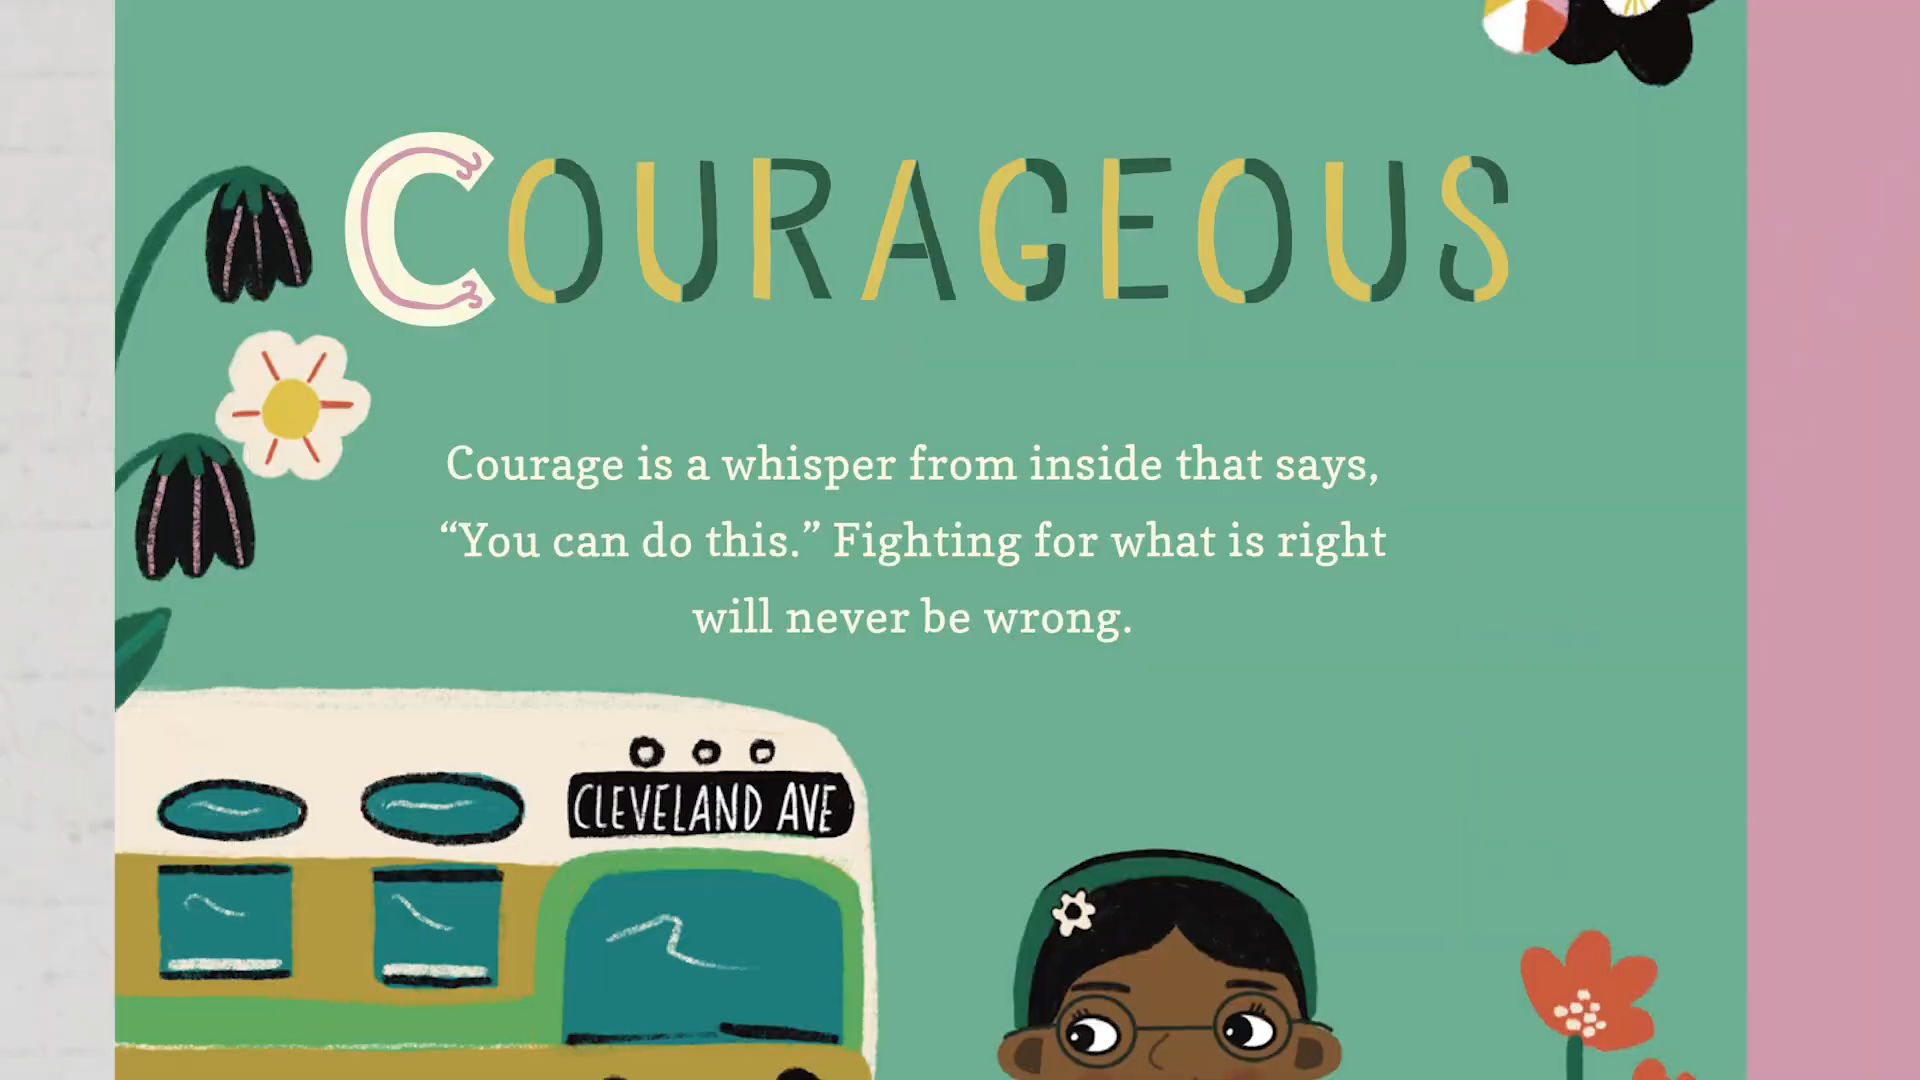 COURAGEOUS
Courage is a whisper from inside that says,
“You can do this.” Fighting for what is right
will never be wrong.
CLEVELAND AVE